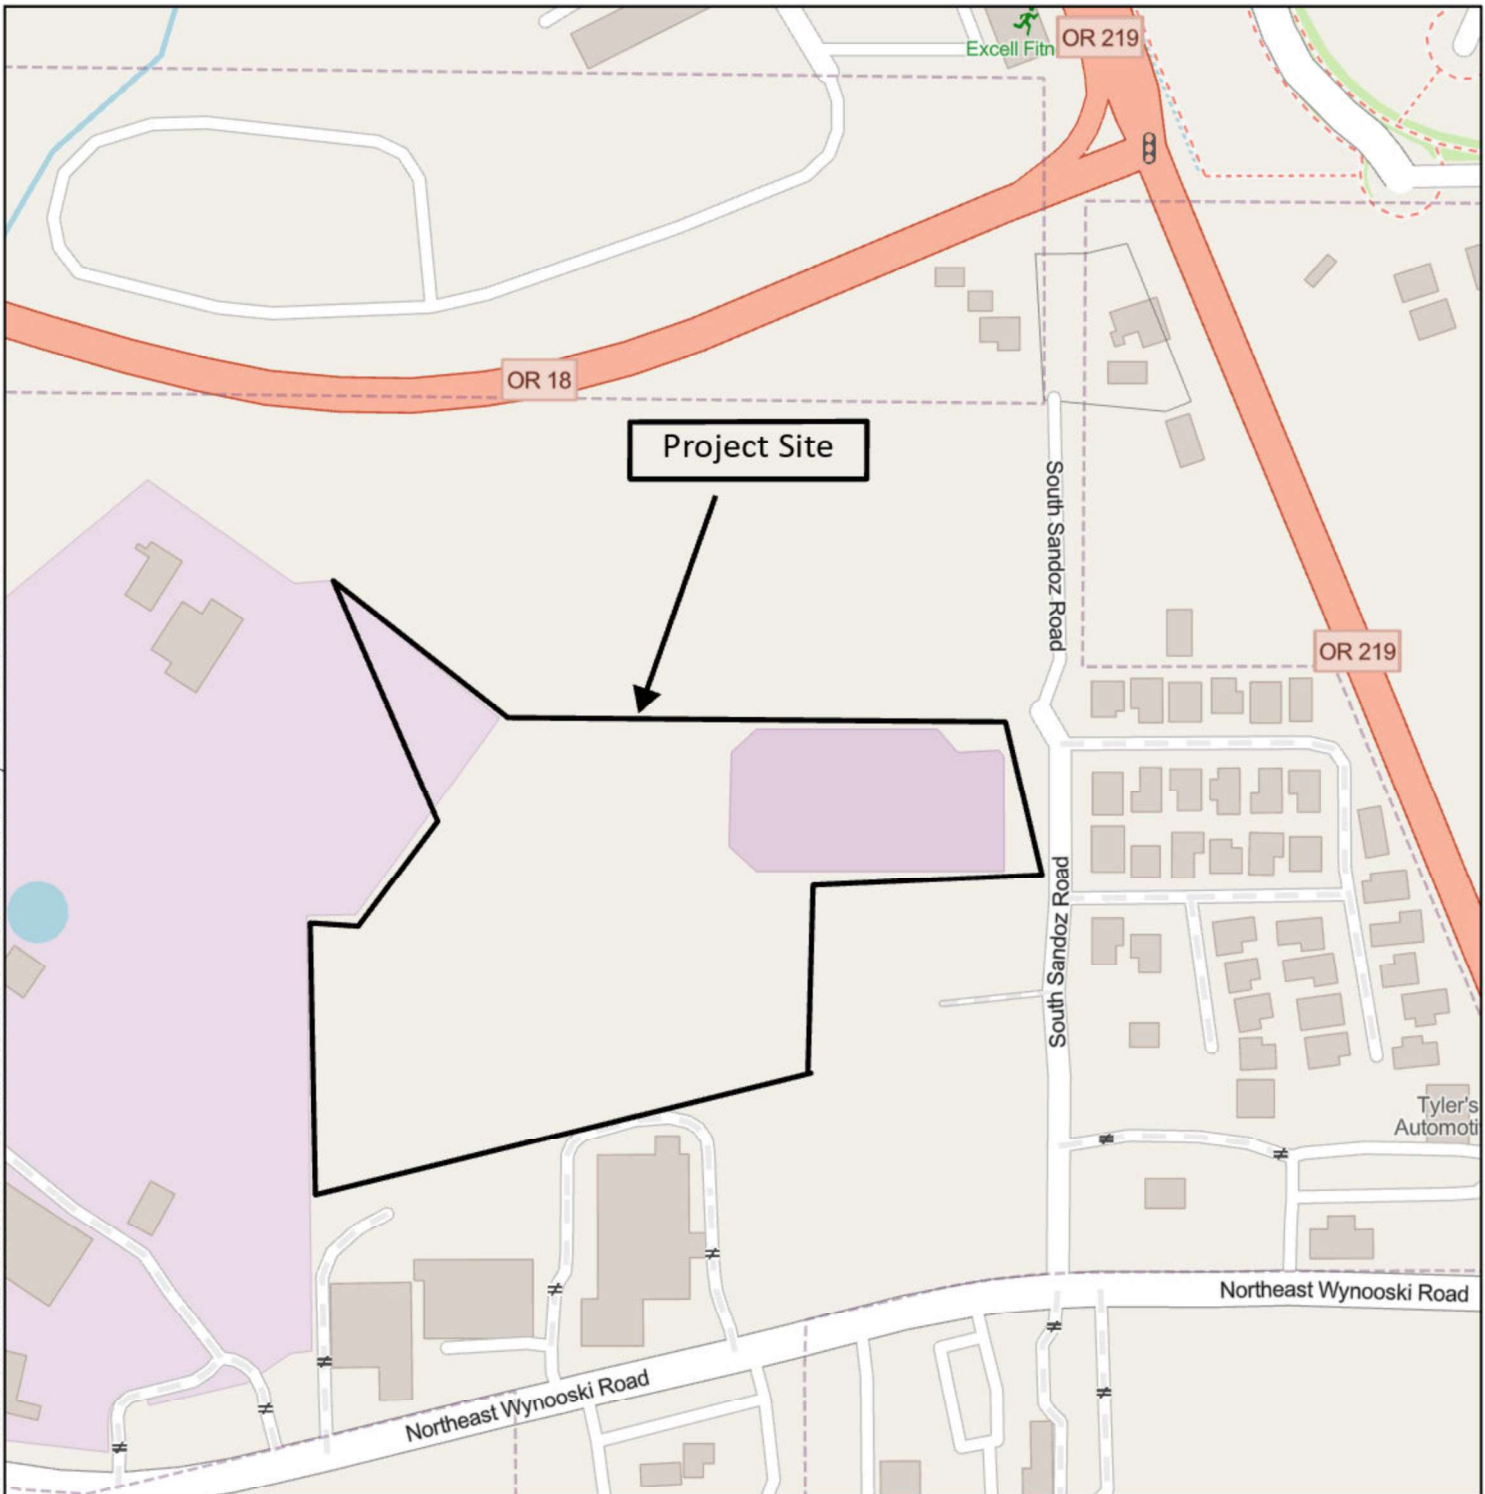 Excell Fitn
OR 219
OR 18
Project Site
South Sandoz Road
OR 219
South Sandoz Road
Tyler's
Automoti
Northeast Wynooski Road
Northeast Wynooski Road